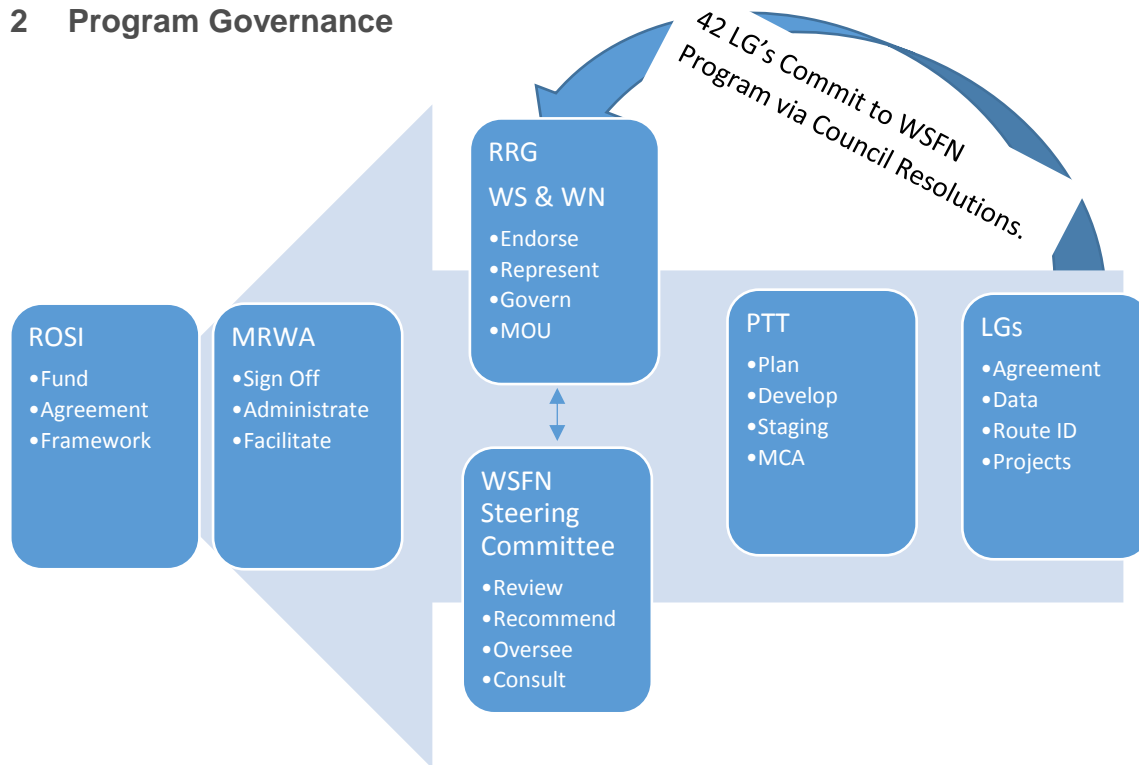 2 Program Governance
42 LG's Commit to WSFN
Program via Council Resolutions.
RRG
WS & WN
•Endorse
•Represent
•Govern
•MOU
ROSI
•Fund
•Agreement
•Framework
MRWA
•Sign Off
•Administrate
•Facilitate
WSFN
Steering
Committee
•Review
•Recommend
•Oversee
•Consult
PTT
•Plan
•Develop
•Staging
•MCA
LGs
•Agreement
•Data
•Route ID
•Projects